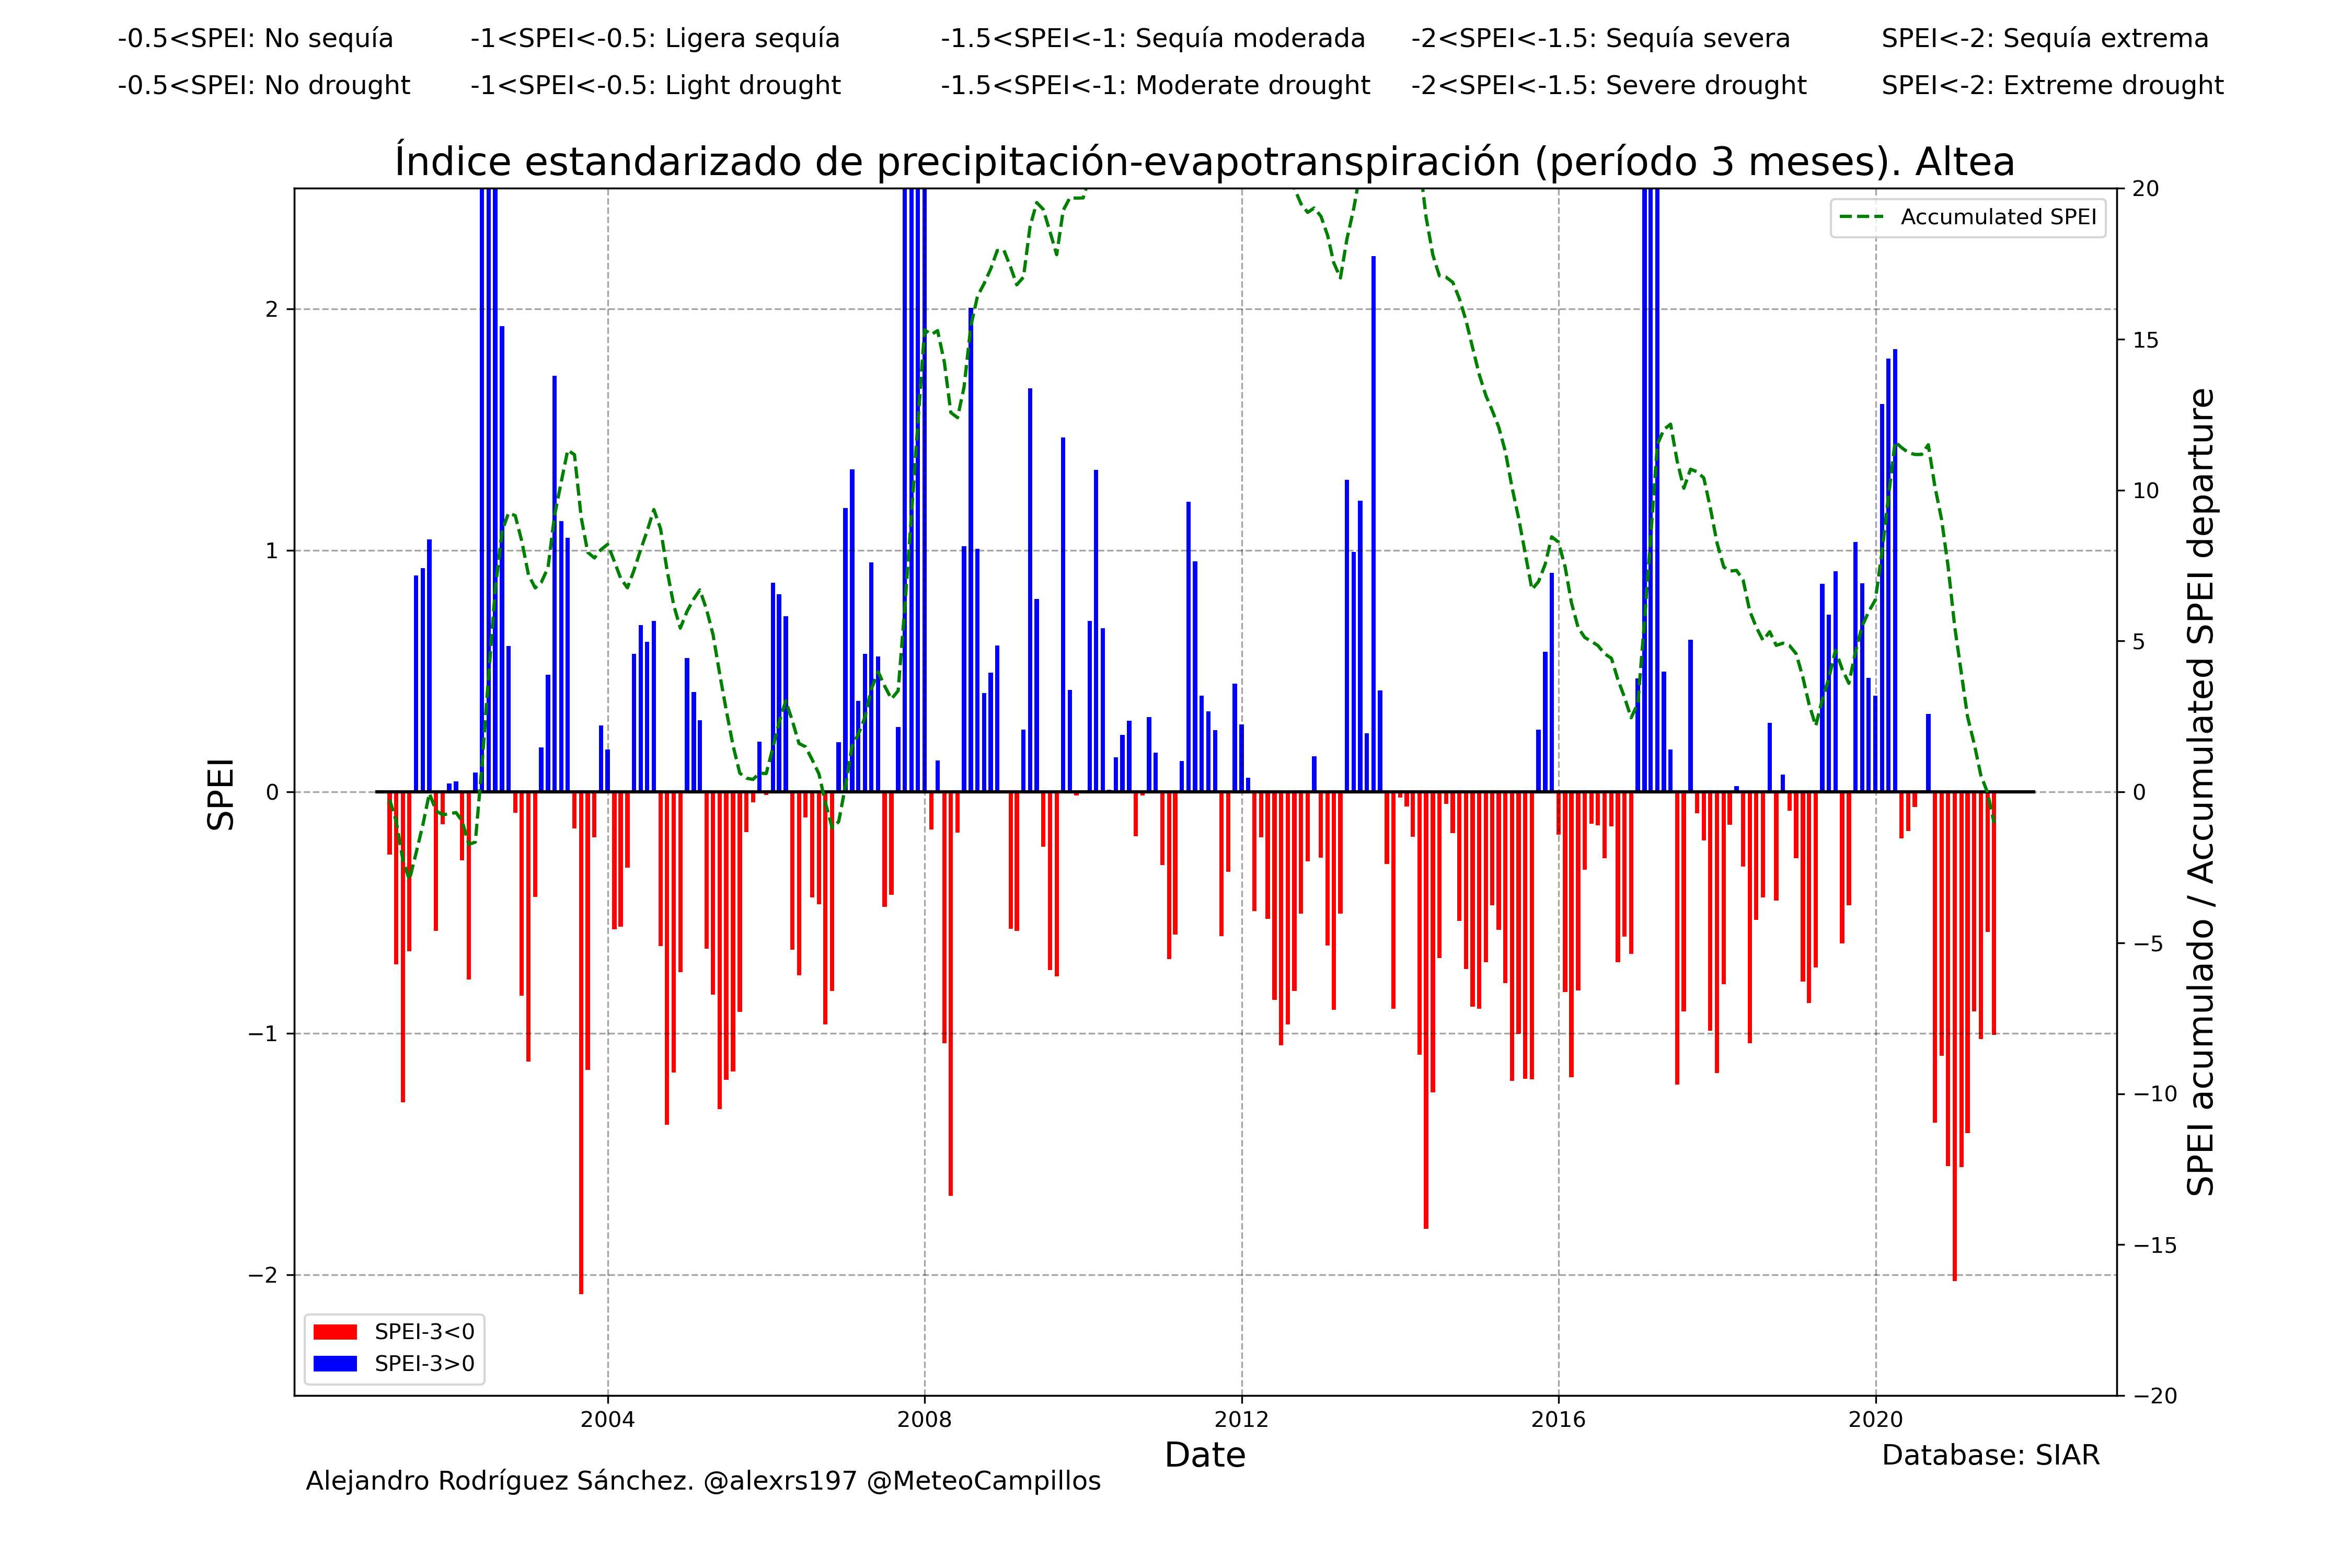 -0.5<SPEI: No sequía -1<SPEI<-0.5: Ligera sequía -1.5<SPEI<-1: Sequía moderada -2<SPEI<-1.5: Sequía severa SPEI<-2: Sequía extrema
-0.5<SPEI: No drought -1<SPEI<-0.5: Light drought -1.5<SPEI<-1: Moderate drought -2<SPEI<-1.5: Severe drought SPEI<-2: Extreme drought
Índice estandarizado de precipitación-evapotranspiración (período 3 meses). Altea
Accumulated SPEI
SPEI
2
1
0
−1
−2
20
15
10
5
0
−5
−10
−15
−20
SPEI acumulado / Accumulated SPEI departure
SPEI-3<0
SPEI-3>0
2004 2008 2012 2016 2020
Date
Database: SIAR
Alejandro Rodríguez Sánchez. @alexrs197 @MeteoCampillos